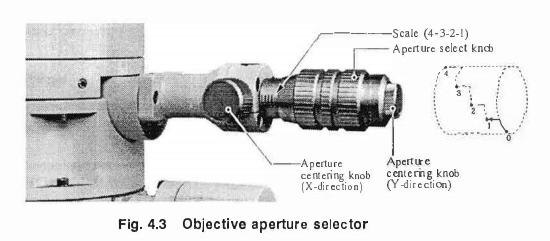 Scale (4-3-2-1)
Aperture select knob
4
3
2
1
0
Aperture
centering knob
(X-direction)
Aperture
centering knob
(Y-direction)
Fig. 4.3 Objective aperture selector